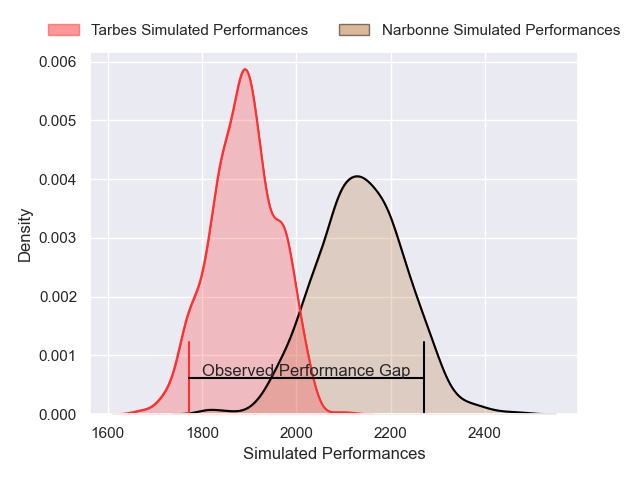 Tarbes Simulated Performances
Narbonne Simulated Performances
0.006
0.005
0.004
0.003
0.002
0.001
0.000
Density
Observed Performance Gap
1600
1800
2000
2200
2400
Simulated Performances